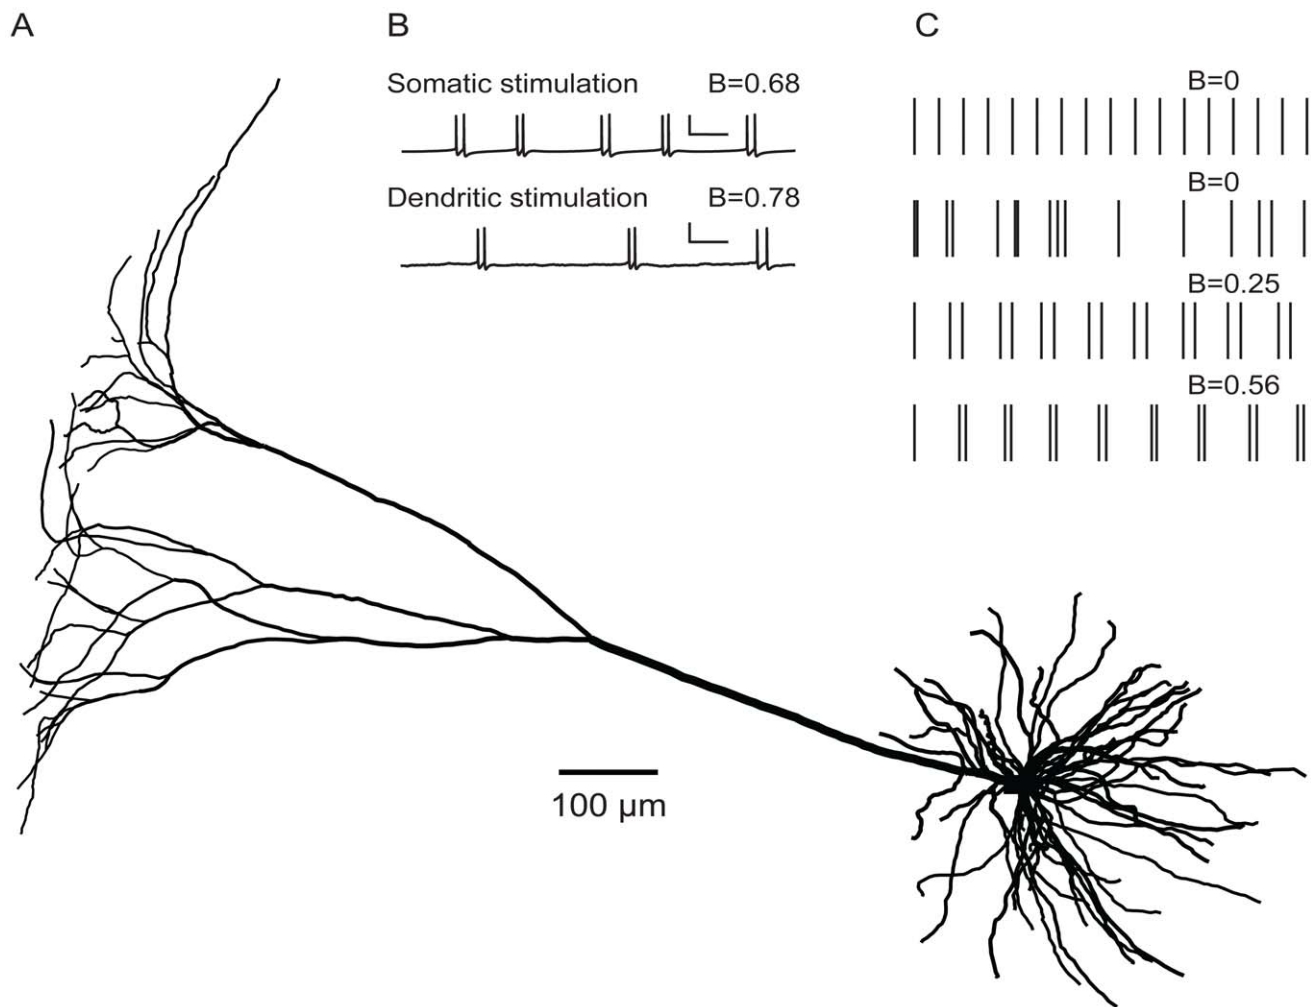 A
B
C
Somatic stimulation B=0.68
Dendritic stimulation B=0.78
B=0
B=0
B=0.25
B=0.56
100 µm